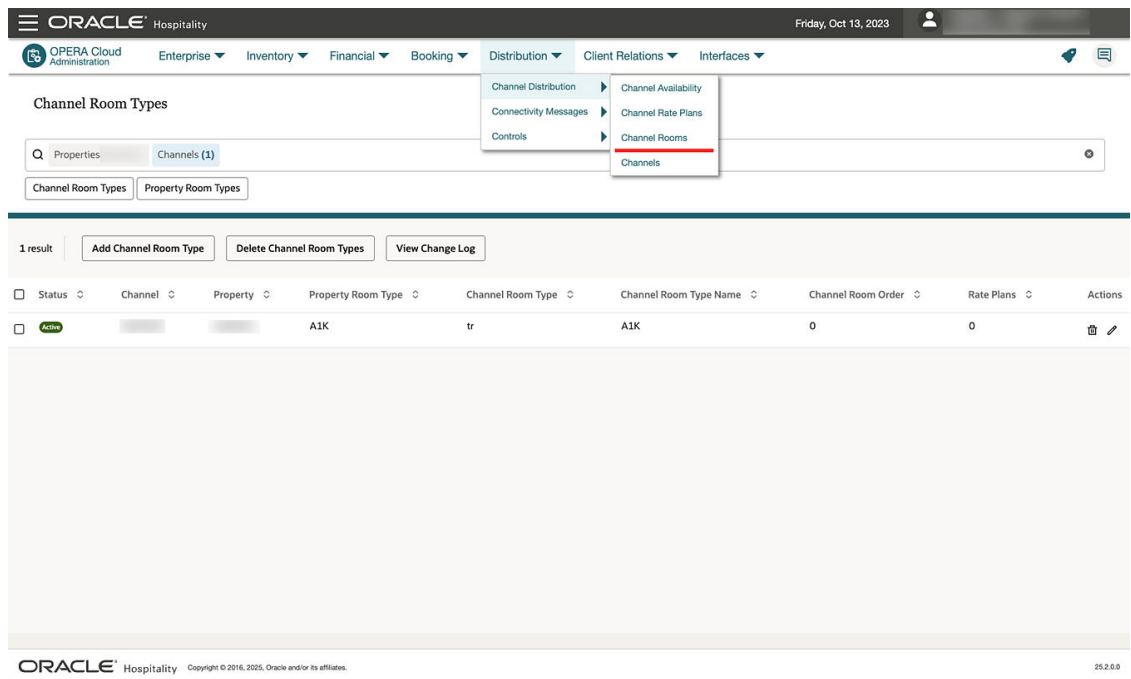 ORACLE Hospitality
Friday, Oct 13, 2023
OPERA Cloud Administration
Enterprise Inventory Financial Booking Distribution Client Relations Interfaces
Channel Distribution
Connectivity Messages
Controls
Channel Availability
Channel Rate Plans
Channel Rooms
Channels
Channel Room Types
Properties Channels (1)
Channel Room Types Property Room Types
1 result Add Channel Room Type Delete Channel Room Types View Change Log
Status Channel Property Property Room Type Channel Room Type Channel Room Type Name Channel Room Order Rate Plans Actions
Active A1K tr A1K 0 0
ORACLE Hospitality Copyright © 2016, 2025, Oracle and/or its affiliates. 25.2.0.0